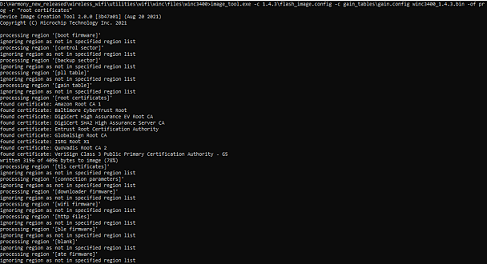 D:\harmony_new_released\wireless_wifi\utilities\wifi\winc\files\winc3400>image_tool.exe -c 1.4.3\flash_image.config -c gain_tables\gain.config winc3400_1.4.3.bin -of pr
og -r "root certificates"
Device Image Creation Tool 2.0.0 [3b47301] (Aug 20 2021)
Copyright (C) Microchip Technology Inc. 2021

processing region '[boot firmware]'
ignoring region as not in specified region list
processing region '[control sector]'
ignoring region as not in specified region list
processing region '[backup sector]'
ignoring region as not in specified region list
processing region '[pll table]'
ignoring region as not in specified region list
processing region '[gain table]'
ignoring region as not in specified region list
processing region '[root certificates]'
found certificate: Amazon Root CA 1
found certificate: Baltimore CyberTrust Root
found certificate: DigiCert High Assurance EV Root CA
found certificate: DigiCert SHA2 High Assurance Server CA
found certificate: Entrust Root Certification Authority
found certificate: GlobalSign Root CA
found certificate: ISRG Root X1
found certificate: QuoVadis Root CA 2
found certificate: VeriSign Class 3 Public Primary Certification Authority - G5
written 3196 of 4096 bytes to image (78%)
processing region '[tls certificates]'
ignoring region as not in specified region list
processing region '[connection parameters]'
ignoring region as not in specified region list
processing region '[downloader firmware]'
ignoring region as not in specified region list
processing region '[wifi firmware]'
ignoring region as not in specified region list
processing region '[http files]'
ignoring region as not in specified region list
processing region '[ble firmware]'
ignoring region as not in specified region list
processing region '[blank]'
ignoring region as not in specified region list
processing region '[ate firmware]'
ignoring region as not in specified region list